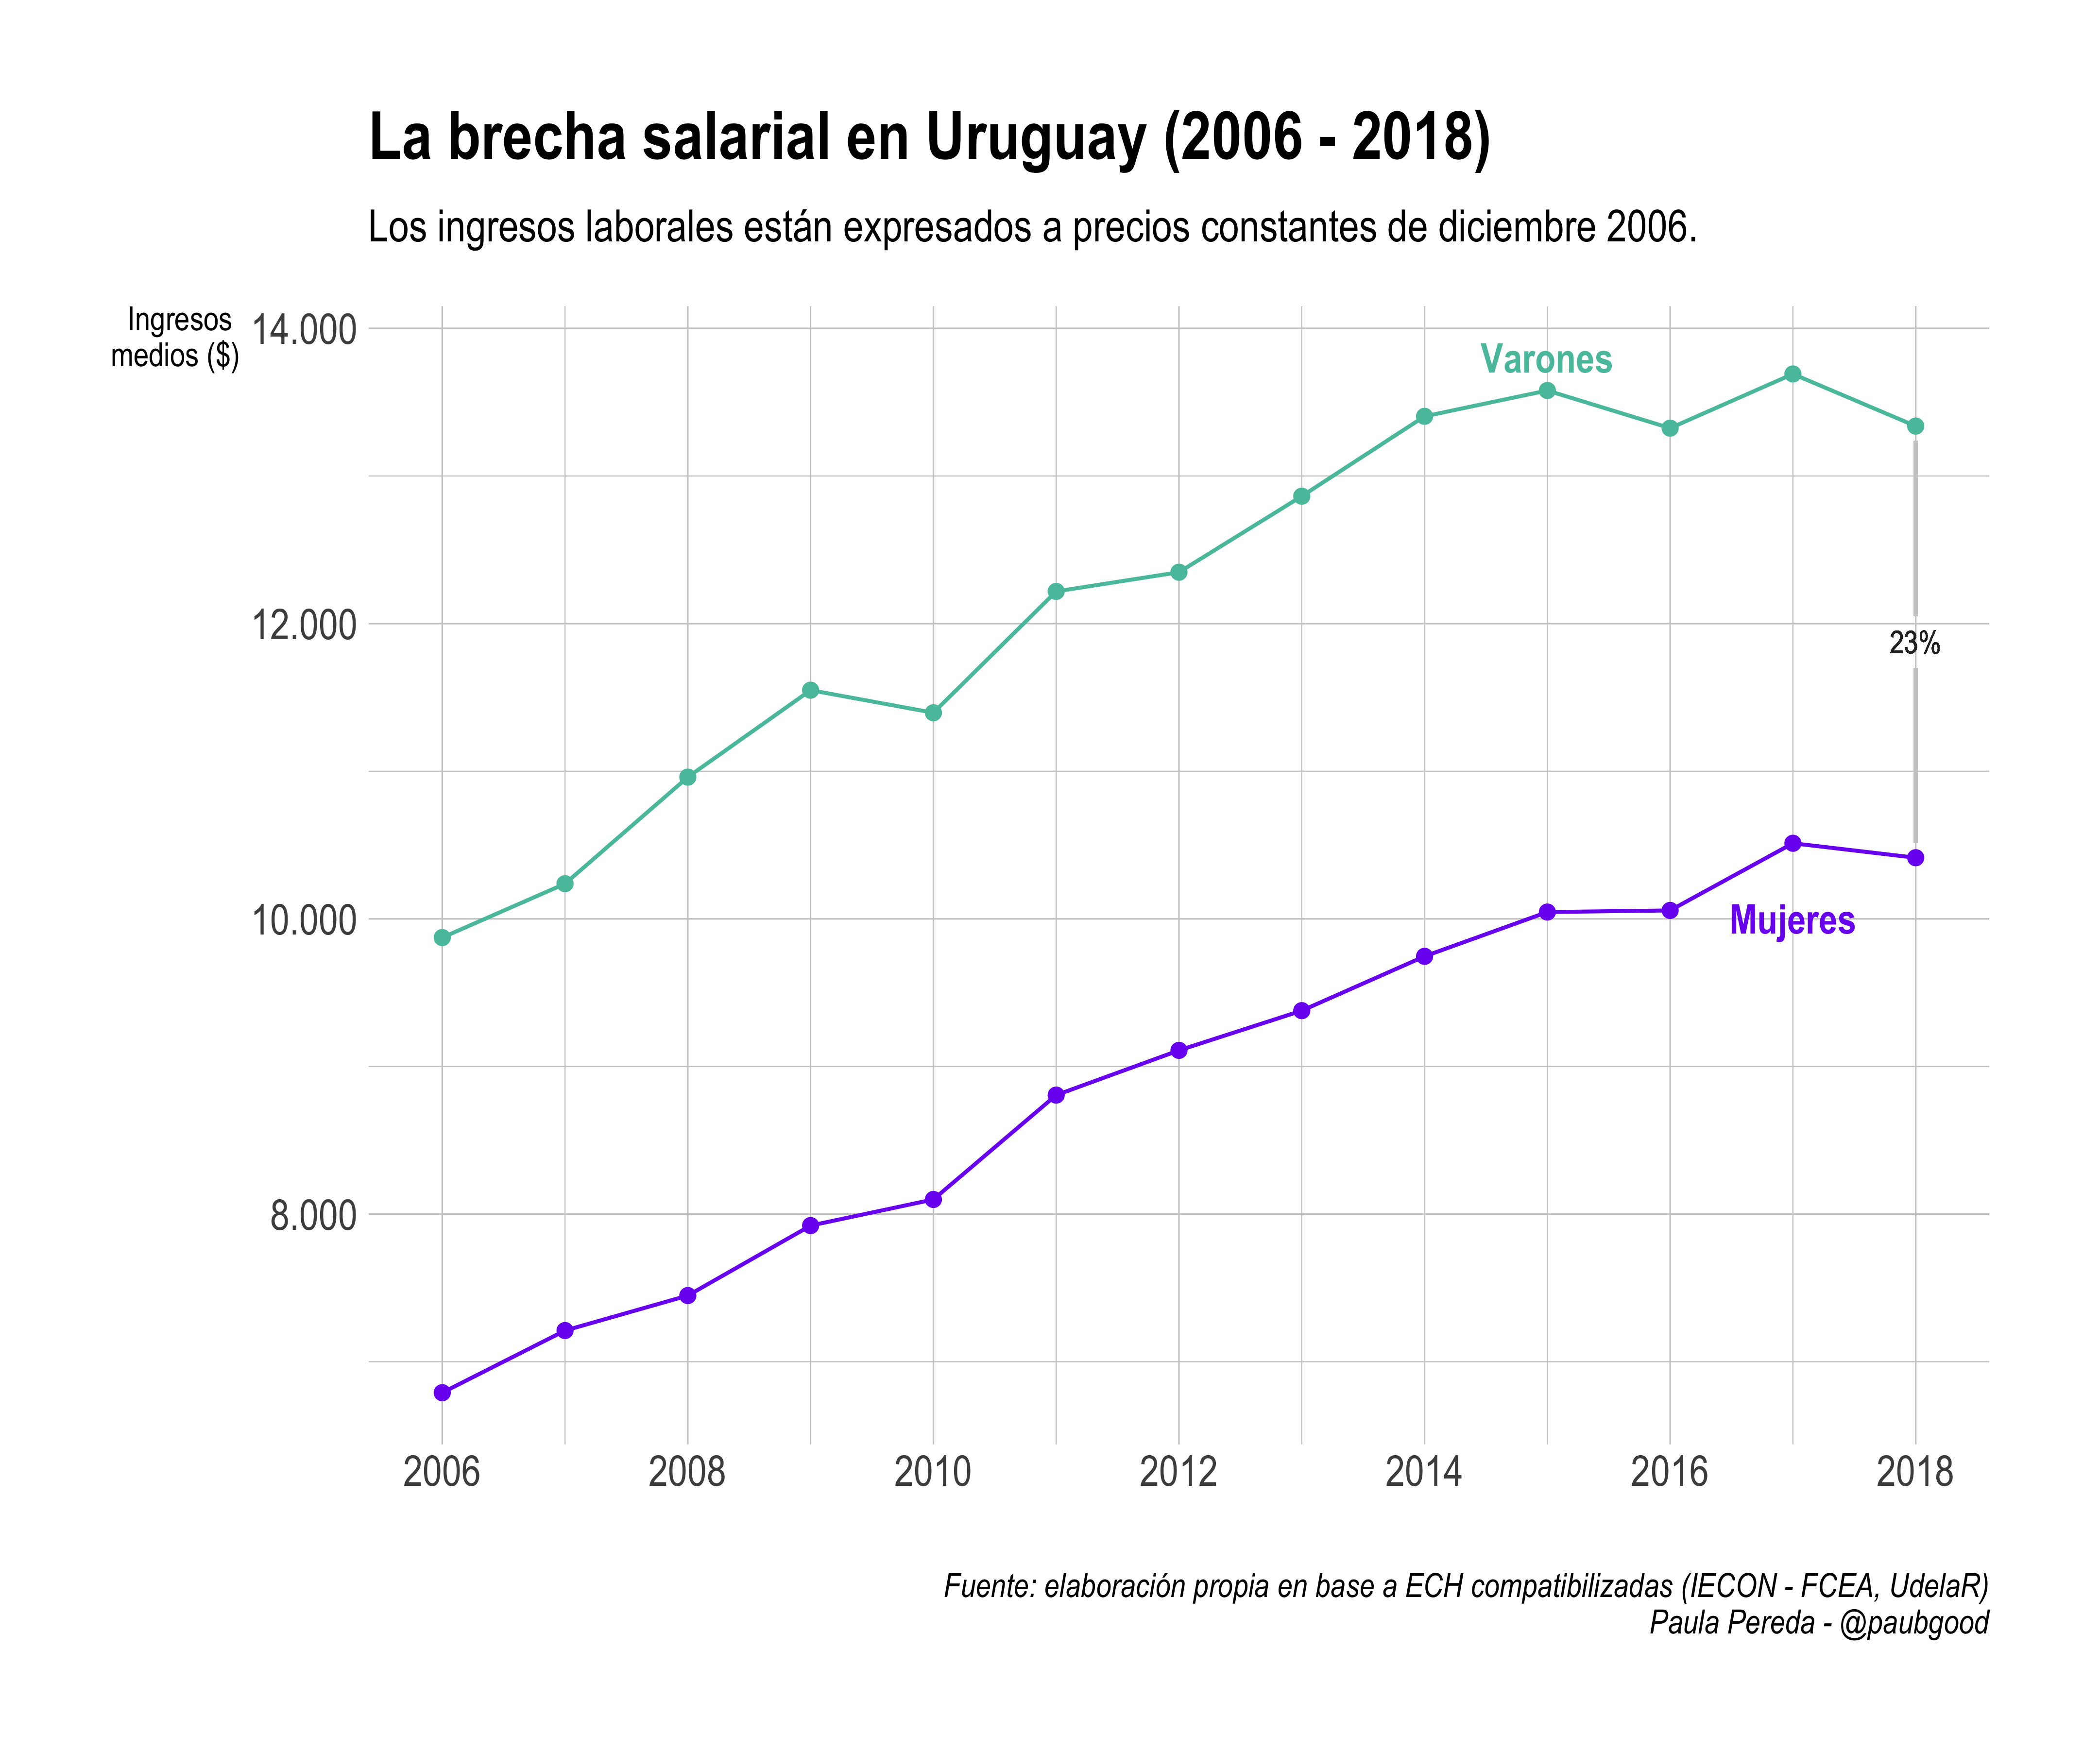 La brecha salarial en Uruguay (2006 - 2018)
Los ingresos laborales están expresados a precios constantes de diciembre 2006.
Ingresos
medios ($)
14.000
Varones
12.000
23%
10.000
Mujeres
8.000
2006 2008 2010 2012 2014 2016 2018
Fuente: elaboración propia en base a ECH compatibilizadas (IECON - FCEA, UdelaR)
Paula Pereda - @paubgood